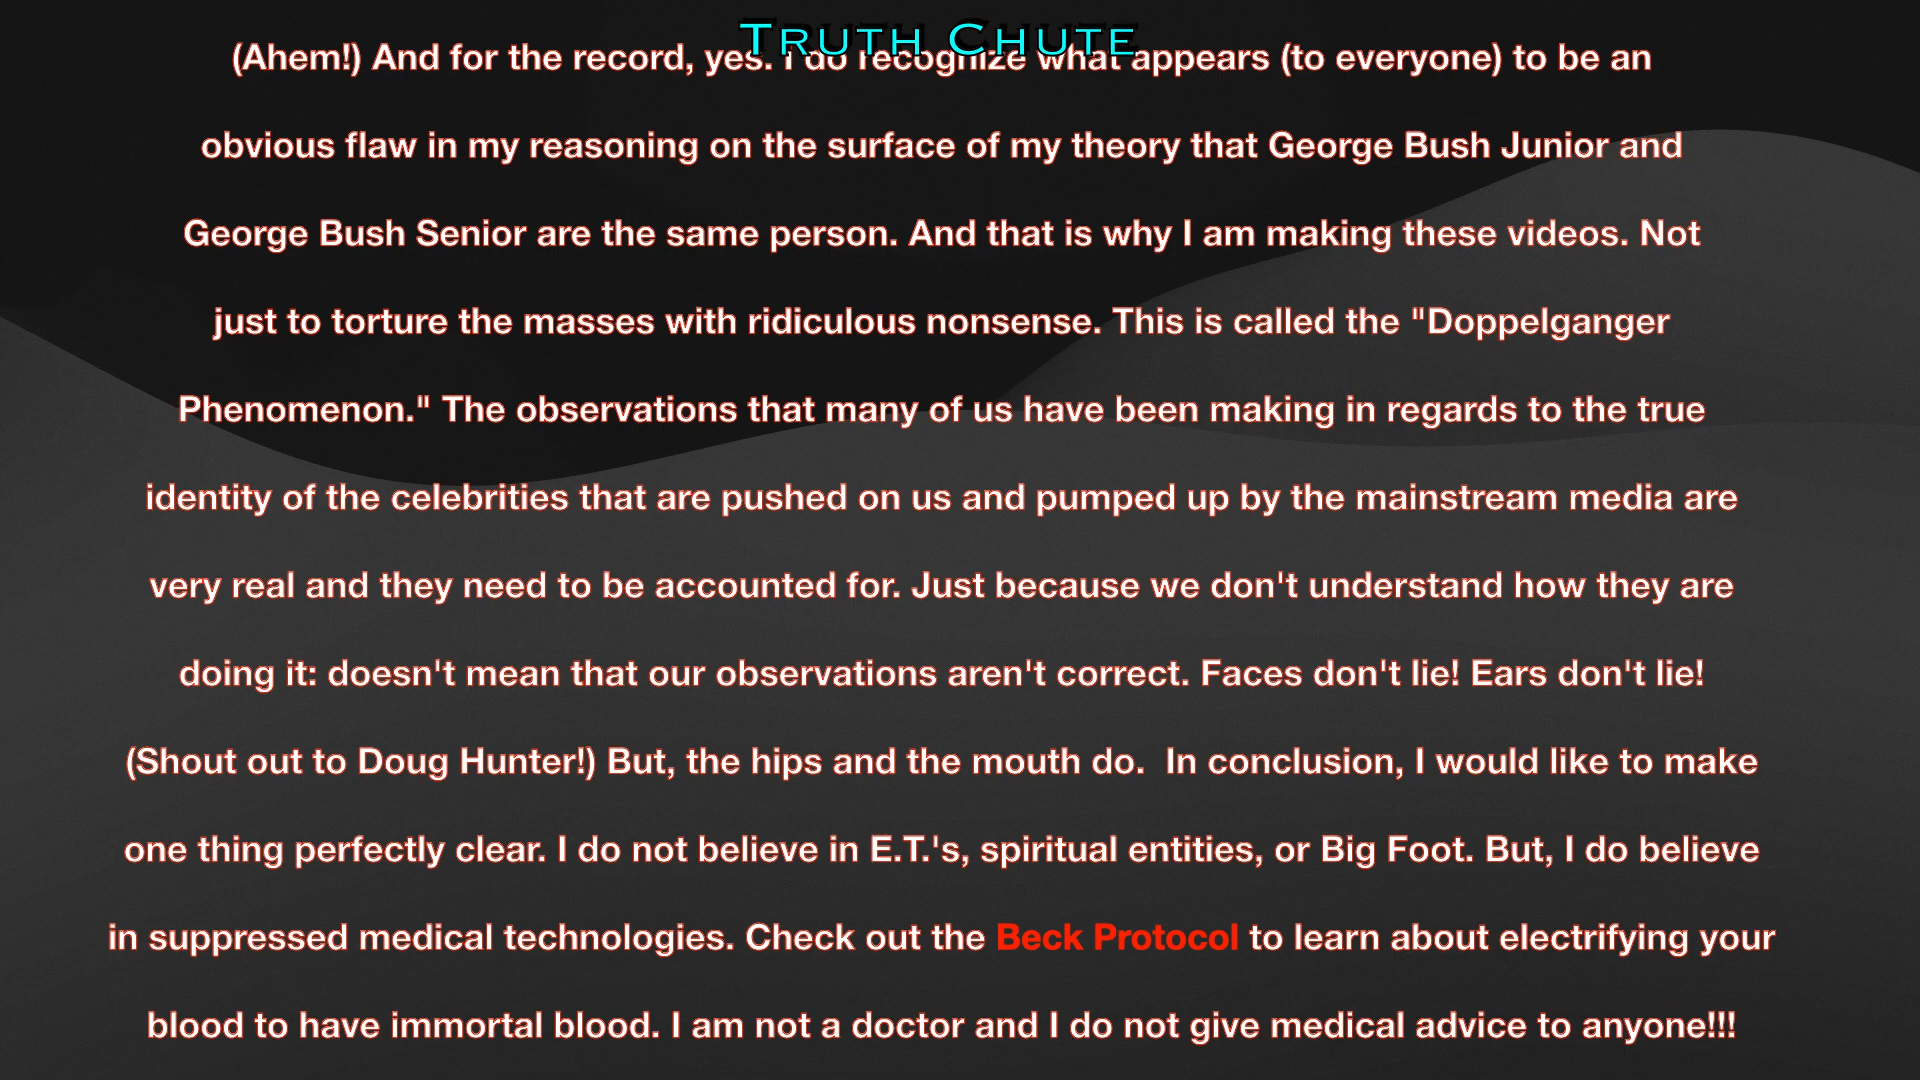 Truth Chute
(Ahem!) And for the record, yes. I do recognize what appears (to everyone) to be an
obvious flaw in my reasoning on the surface of my theory that George Bush Junior and
George Bush Senior are the same person. And that is why I am making these videos. Not
just to torture the masses with ridiculous nonsense. This is called the "Doppelganger
Phenomenon." The observations that many of us have been making in regards to the true
identity of the celebrities that are pushed on us and pumped up by the mainstream media are
very real and they need to be accounted for. Just because we don't understand how they are
doing it: doesn't mean that our observations aren't correct. Faces don't lie! Ears don't lie!
(Shout out to Doug Hunter!) But, the hips and the mouth do.  In conclusion, I would like to make
one thing perfectly clear. I do not believe in E.T.'s, spiritual entities, or Big Foot. But, I do believe
in suppressed medical technologies. Check out the Beck Protocol to learn about electrifying your
blood to have immortal blood. I am not a doctor and I do not give medical advice to anyone!!!